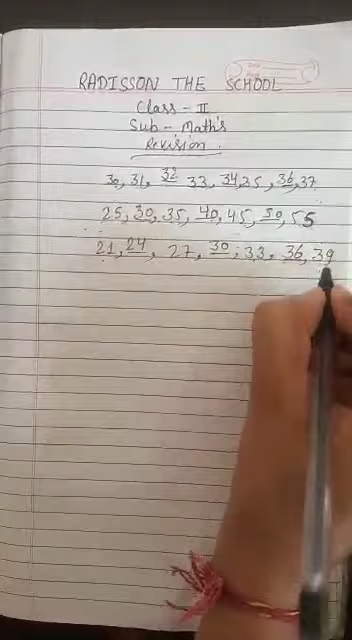 RADISSON THE SCHOOL
Class - II
Sub - Math's
Revision
30, 31, 32 33, 34, 35, 36, 37
25, 30, 35, 40, 45, 50, 55
21, 24, 27, 30, 33, 36, 39